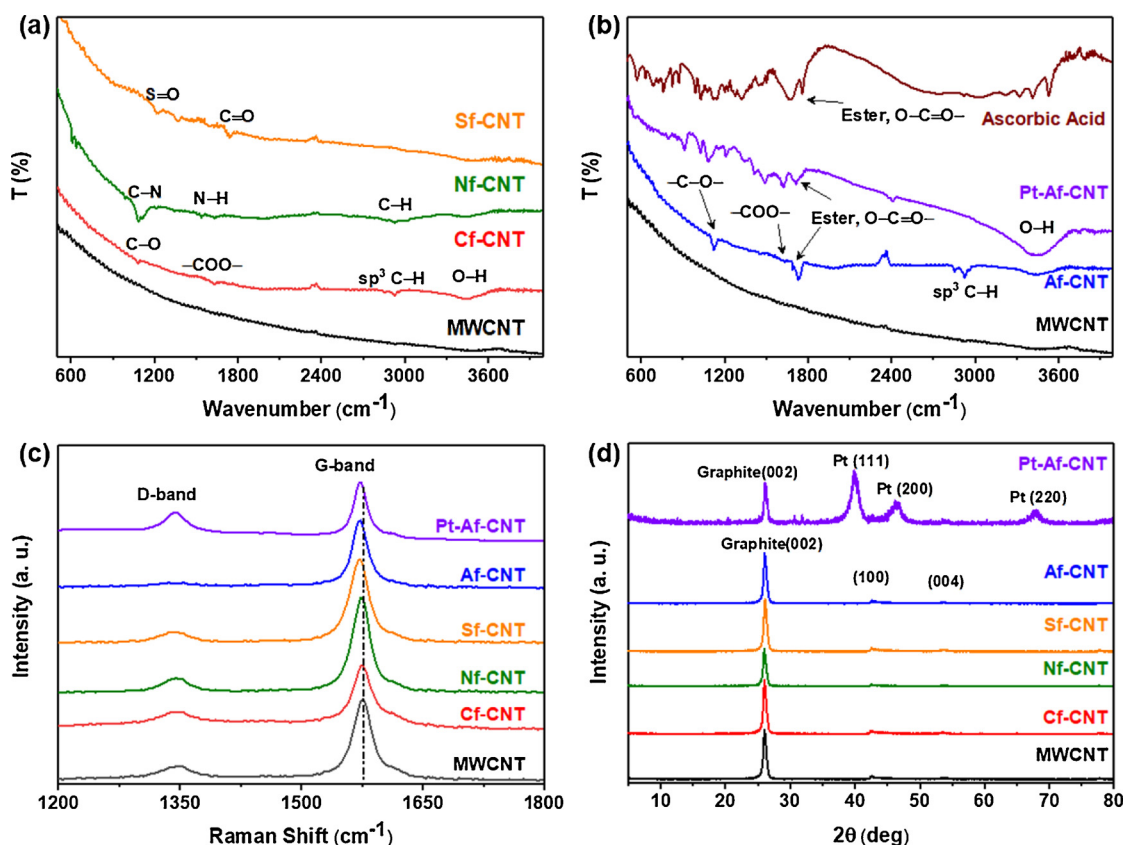 (a)
S=O
C=O
Sf-CNT
C–N
N–H
C–H
Nf-CNT
C–O
–COO–
sp³ C–H
O–H
Cf-CNT
MWCNT
T (%)
600 1200 1800 2400 3000 3600
Wavenumber (cm⁻¹)
(b)
Ester, O–C=O–
Ascorbic Acid
Pt-Af-CNT
–C–O–
–COO–
Ester, O–C=O–
O–H
sp³ C–H
Af-CNT
MWCNT
T (%)
600 1200 1800 2400 3000 3600
Wavenumber (cm⁻¹)
(c)
G-band
D-band
Pt-Af-CNT
Af-CNT
Sf-CNT
Nf-CNT
Cf-CNT
MWCNT
Intensity (a. u.)
1200 1350 1500 1650 1800
Raman Shift (cm⁻¹)
(d)
Pt (111)
Pt-Af-CNT
Graphite(002)
Pt (200)
Pt (220)
Graphite(002)
Af-CNT
(100)
(004)
Sf-CNT
Nf-CNT
Cf-CNT
MWCNT
Intensity (a. u.)
10 20 30 40 50 60 70 80
2θ (deg)